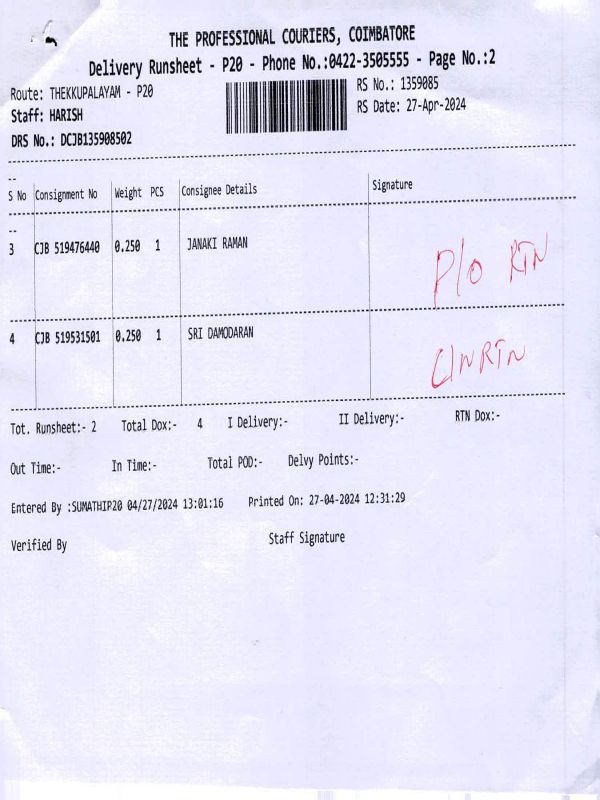 THE PROFESSIONAL COURIERS, COIMBATORE
Delivery Runsheet - P20 - Phone No.:0422-3505555 - Page No.:2
Route: THEKKUPALAYAM - P20 RS No.: 1359085
Staff: HARISH RS Date: 27-Apr-2024
DRS No.: DCJB135908502
--
S No Consignment No Weight PCS Consignee Details Signature
--
3 CJB 519476440 0.250 1 JANAKI RAMAN P/O RTN
4 CJB 519531501 0.250 1 SRI DAMODARAN RTN
Tot. Runsheet:- 2 Total Dox:- 4 I Delivery:- II Delivery:- RTN Dox:-
Out Time:- In Time:- Total POD:- Delvy Points:-
Entered By :SUMATHIP20 04/27/2024 13:01:16 Printed On: 27-04-2024 12:31:29
Verified By Staff Signature